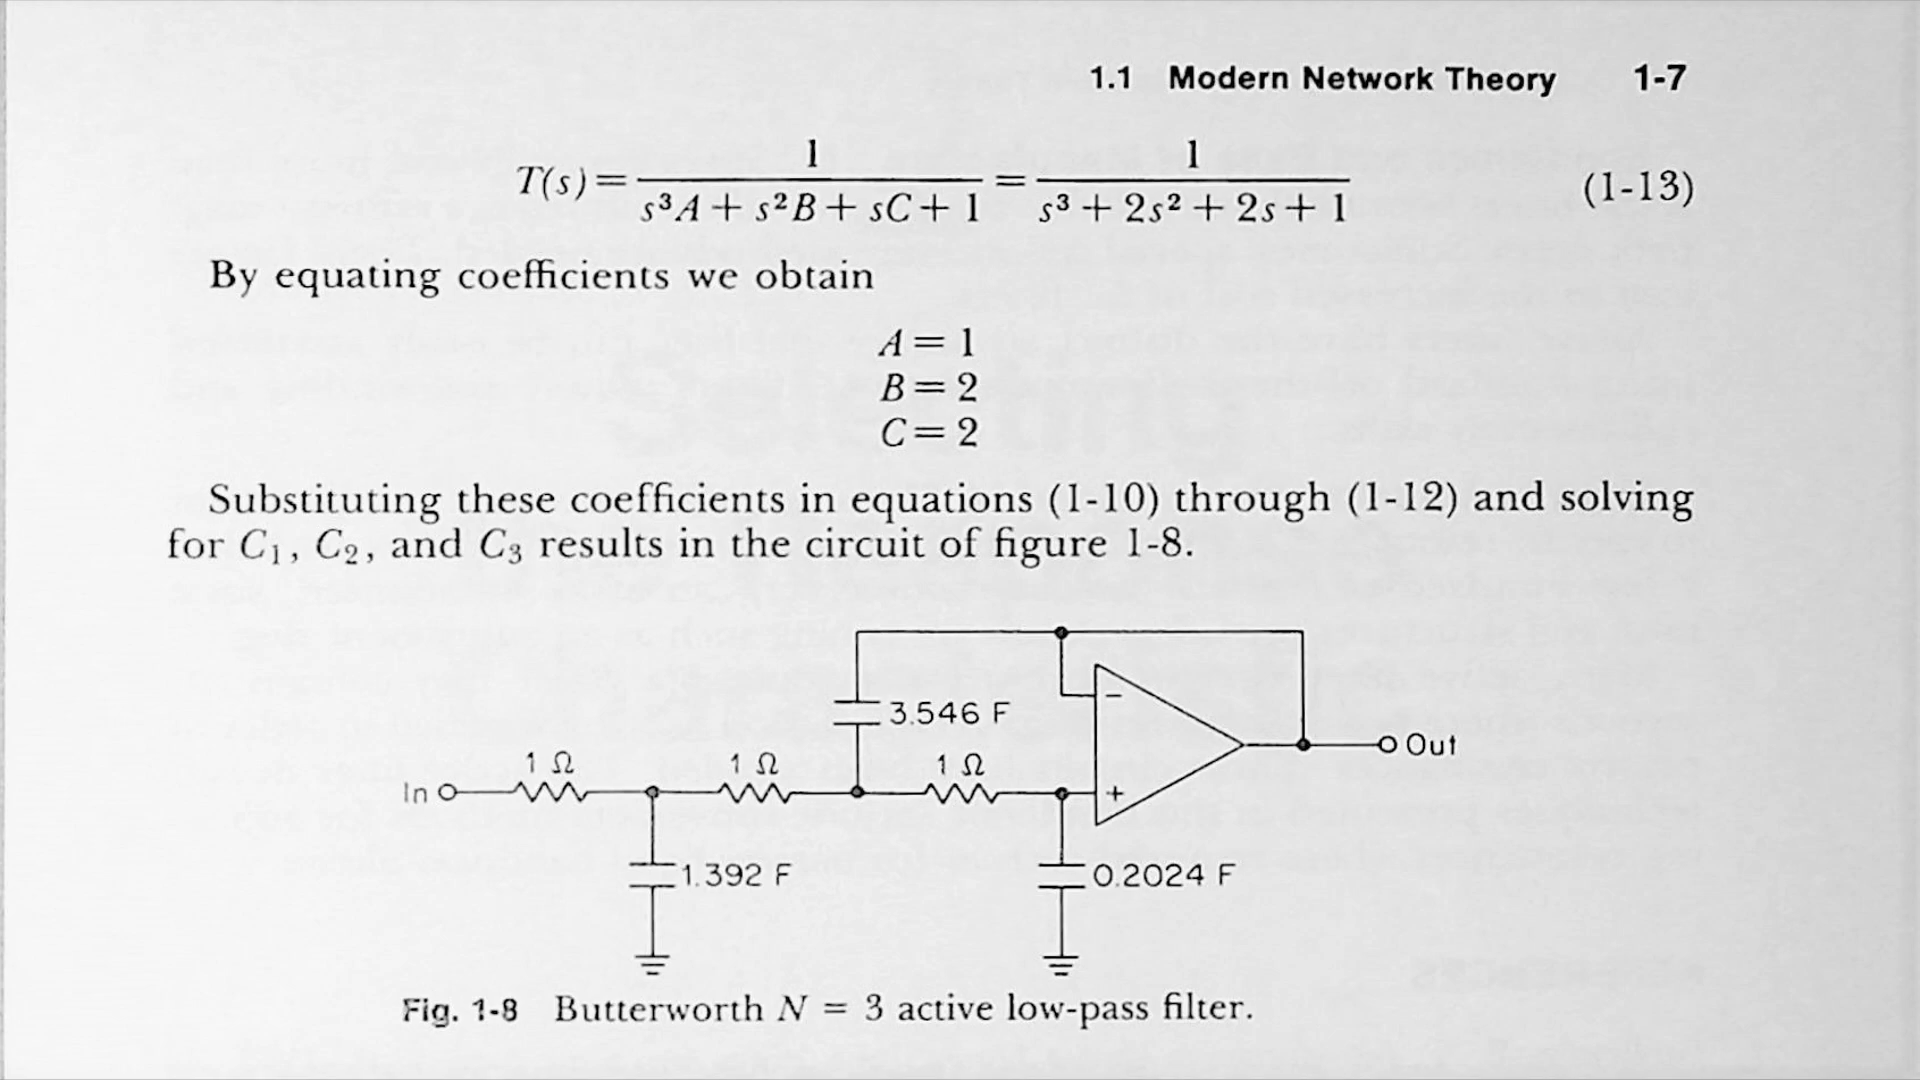 1.1 Modern Network Theory 1-7
T(s) = 1/(s³A + s²B + sC + 1) = 1/(s³ + 2s² + 2s + 1) (1-13)
By equating coefficients we obtain
A = 1
B = 2
C = 2
Substituting these coefficients in equations (1-10) through (1-12) and solving
for C₁, C₂, and C₃ results in the circuit of figure 1-8.
3.546 F
−
1 Ω 1 Ω 1 Ω
Out
In
+
1.392 F
0.2024 F
Fig. 1-8 Butterworth N = 3 active low-pass filter.